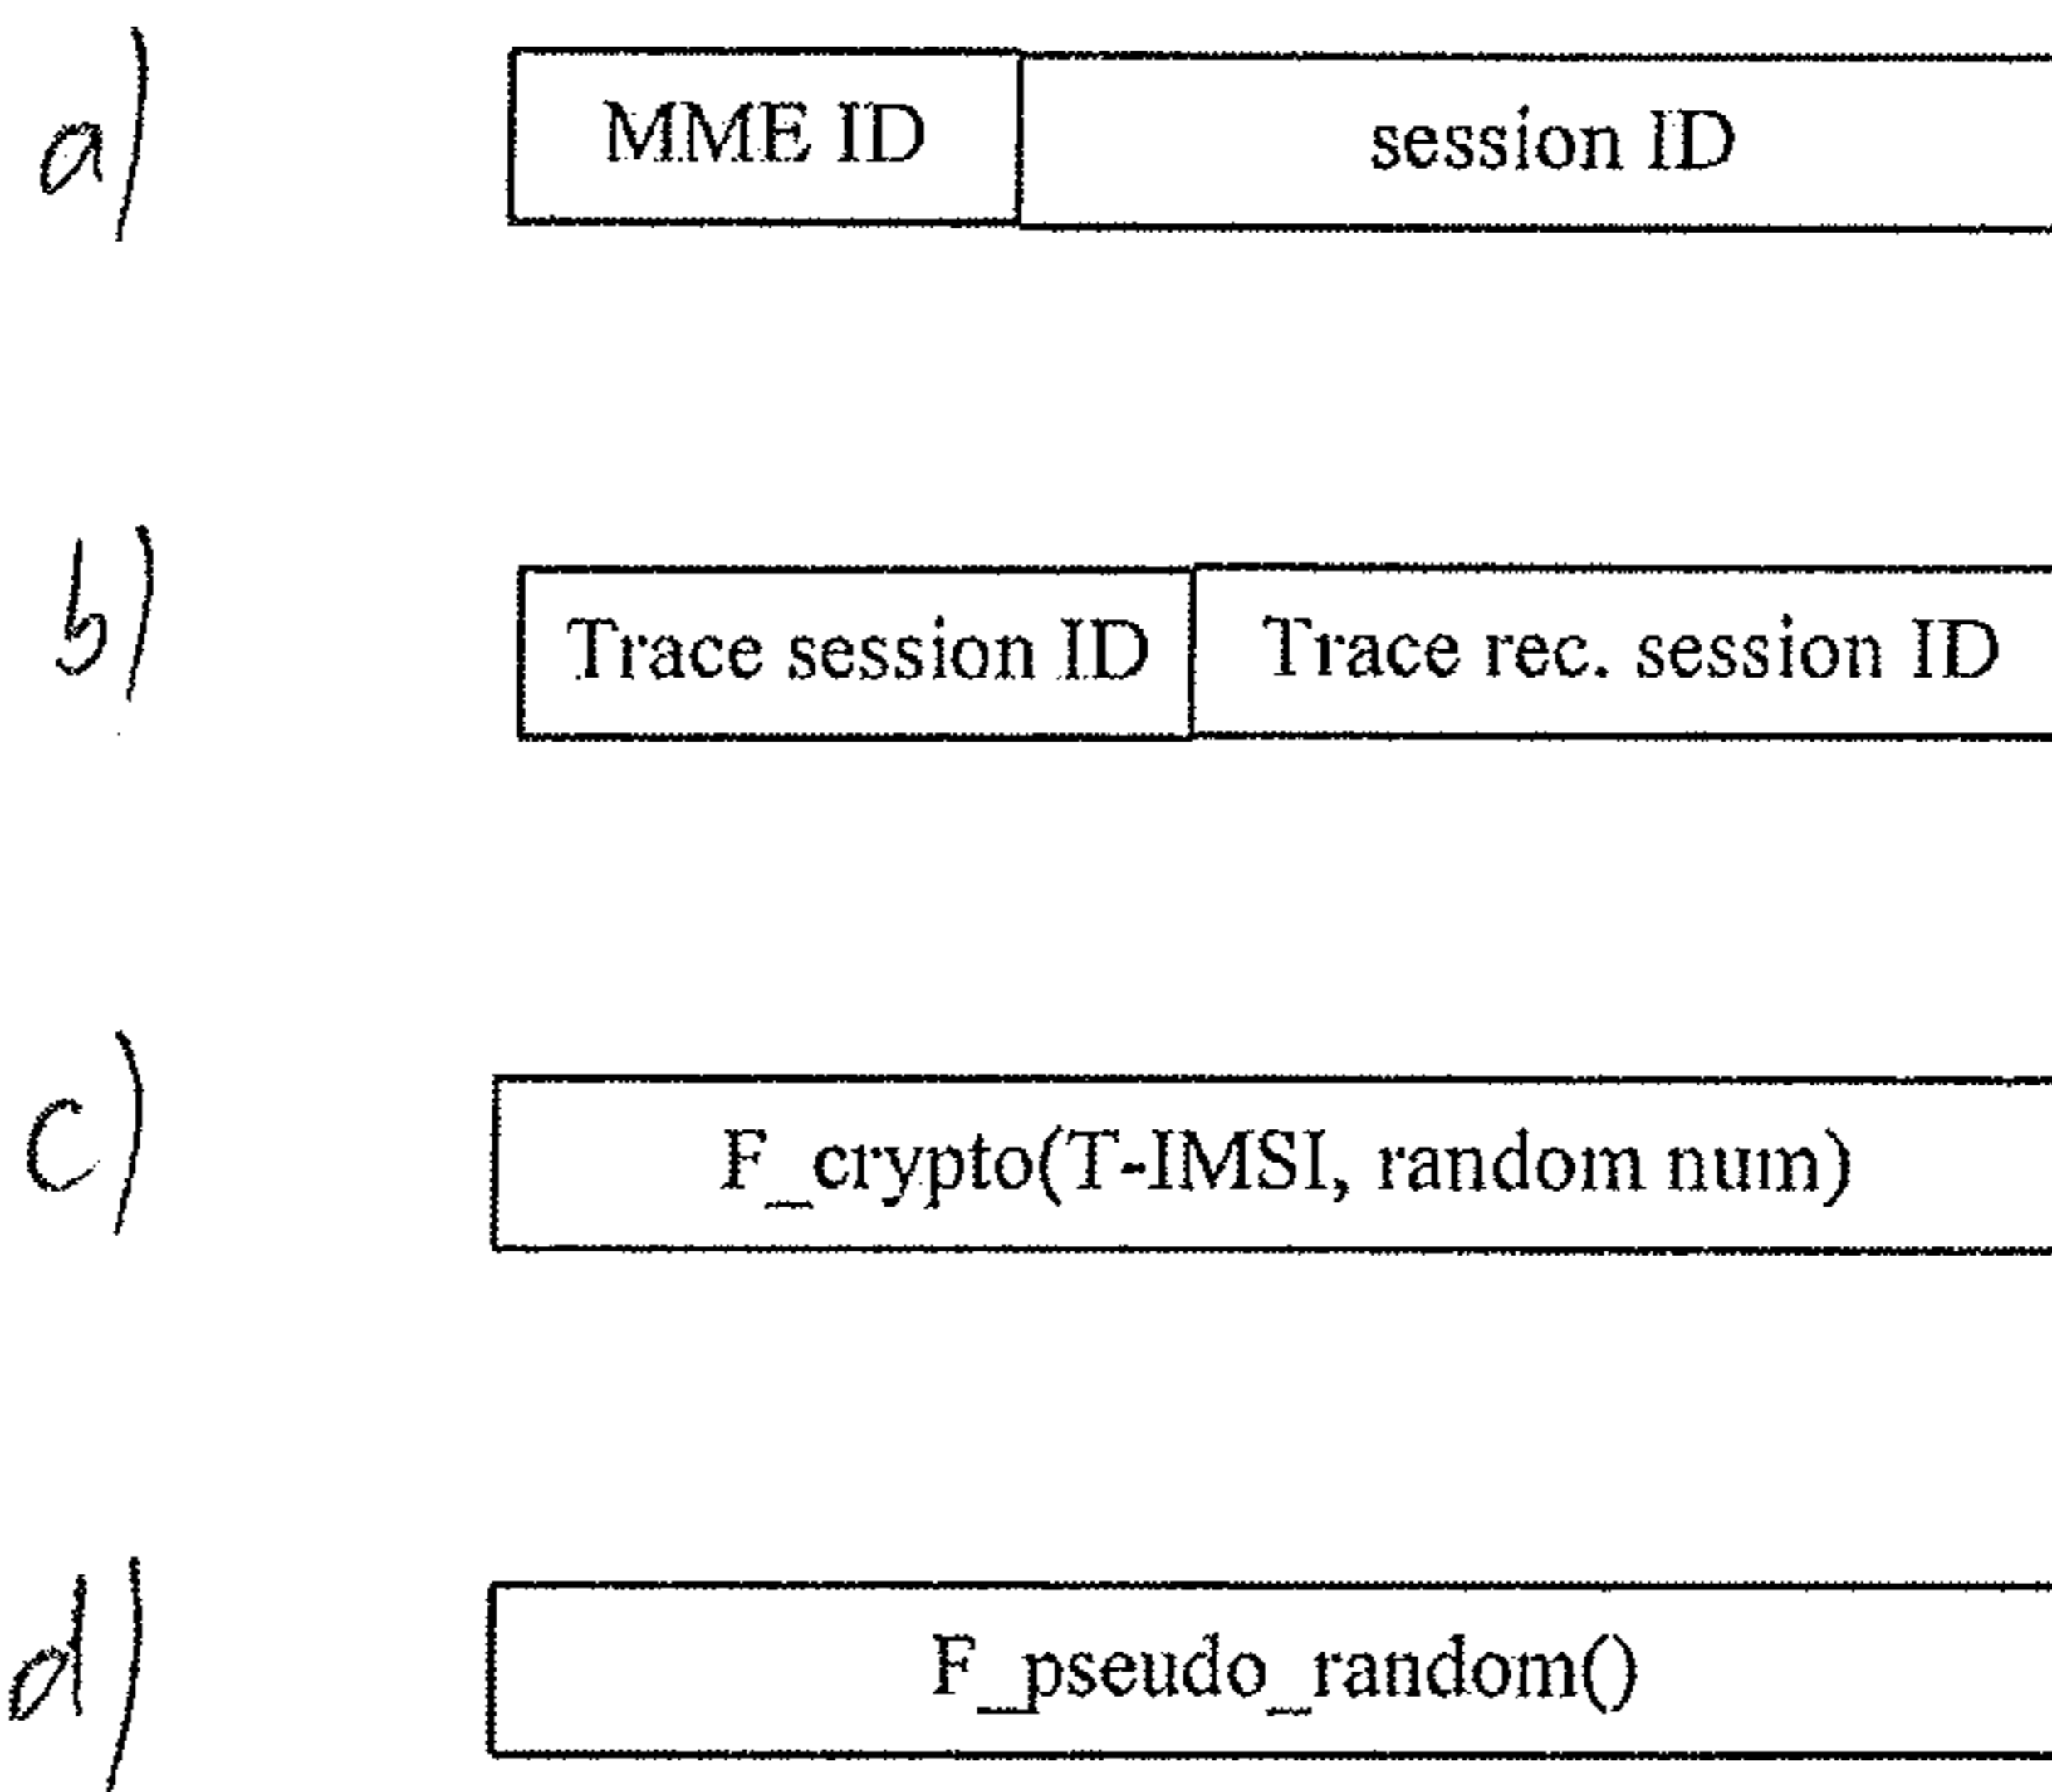 a) MME ID session ID
b) Trace session ID Trace rec. session ID
c) F_crypto(T-IMSI, random num)
d) F_pseudo_random()